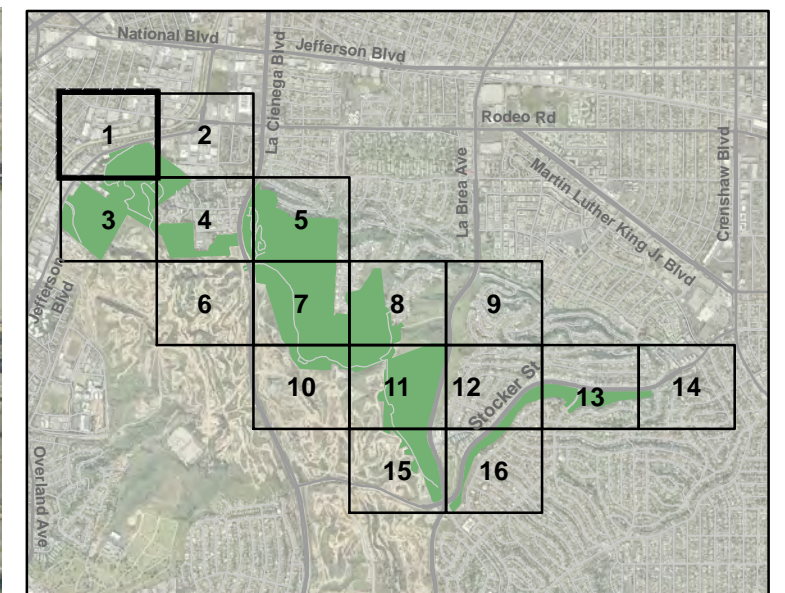 National Blvd
Jefferson Blvd
La Cienega Blvd
Rodeo Rd
La Brea Ave
Martin Luther King Jr Blvd
Crenshaw Blvd
1
2
3
4
5
Jefferson
Blvd
6
7
8
9
10
11
12
Stocker St
13
14
15
16
Overland Ave